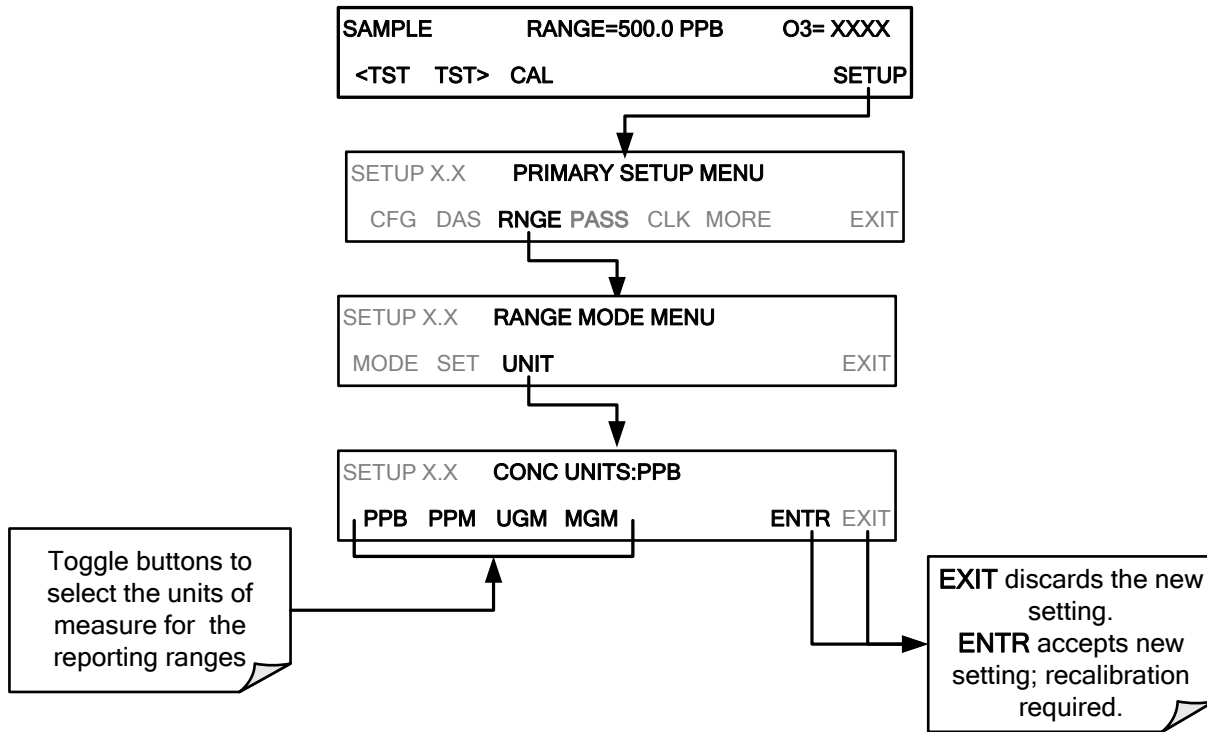 SAMPLE RANGE=500.0 PPB O3= XXXX
<TST TST> CAL SETUP
SETUP X.X PRIMARY SETUP MENU
CFG DAS RNGE PASS CLK MORE EXIT
SETUP X.X RANGE MODE MENU
MODE SET UNIT EXIT
SETUP X.X CONC UNITS:PPB
PPB PPM UGM MGM ENTR EXIT
Toggle buttons to
select the units of
measure for the
reporting ranges
EXIT discards the new
setting.
ENTR accepts new
setting; recalibration
required.